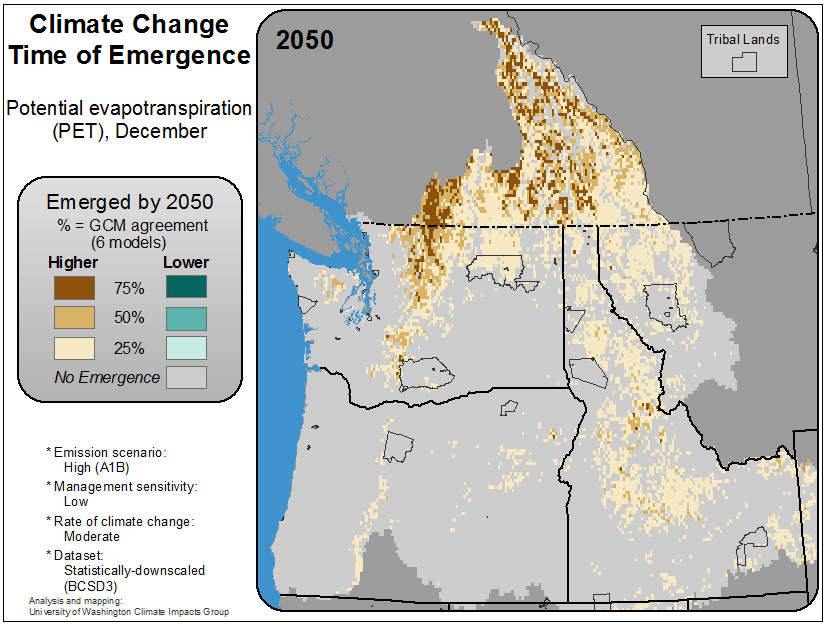 Climate Change
Time of Emergence
Potential evapotranspiration
(PET), December
Emerged by 2050
% = GCM agreement
(6 models)
Higher Lower
75%
50%
25%
No Emergence
* Emission scenario:
High (A1B)
* Management sensitivity:
Low
* Rate of climate change:
Moderate
* Dataset:
Statistically-downscaled
(BCSD3)
Analysis and mapping:
University of Washington Climate Impacts Group
2050
Tribal Lands